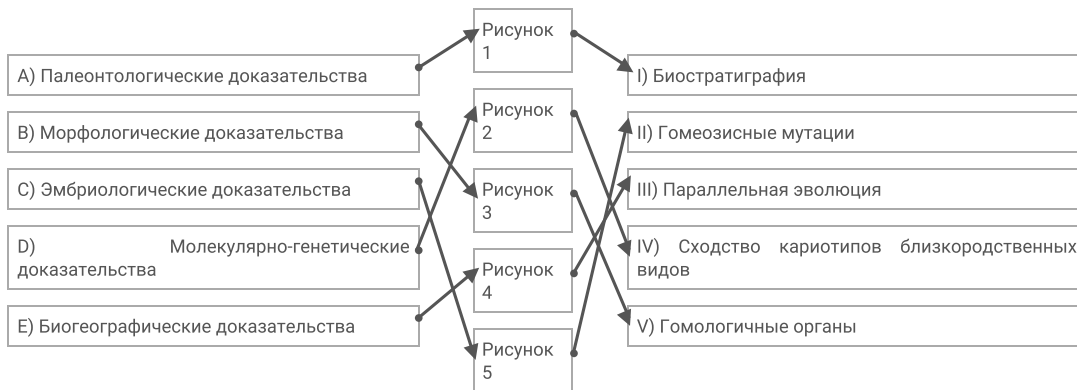 A) Палеонтологические доказательства
B) Морфологические доказательства
C) Эмбриологические доказательства
D) Молекулярно-генетические
доказательства
E) Биогеографические доказательства
Рисунок
1
Рисунок
2
Рисунок
3
Рисунок
4
Рисунок
5
I) Биостратиграфия
II) Гомеозисные мутации
III) Параллельная эволюция
IV) Сходство кариотипов близкородственных
видов
V) Гомологичные органы